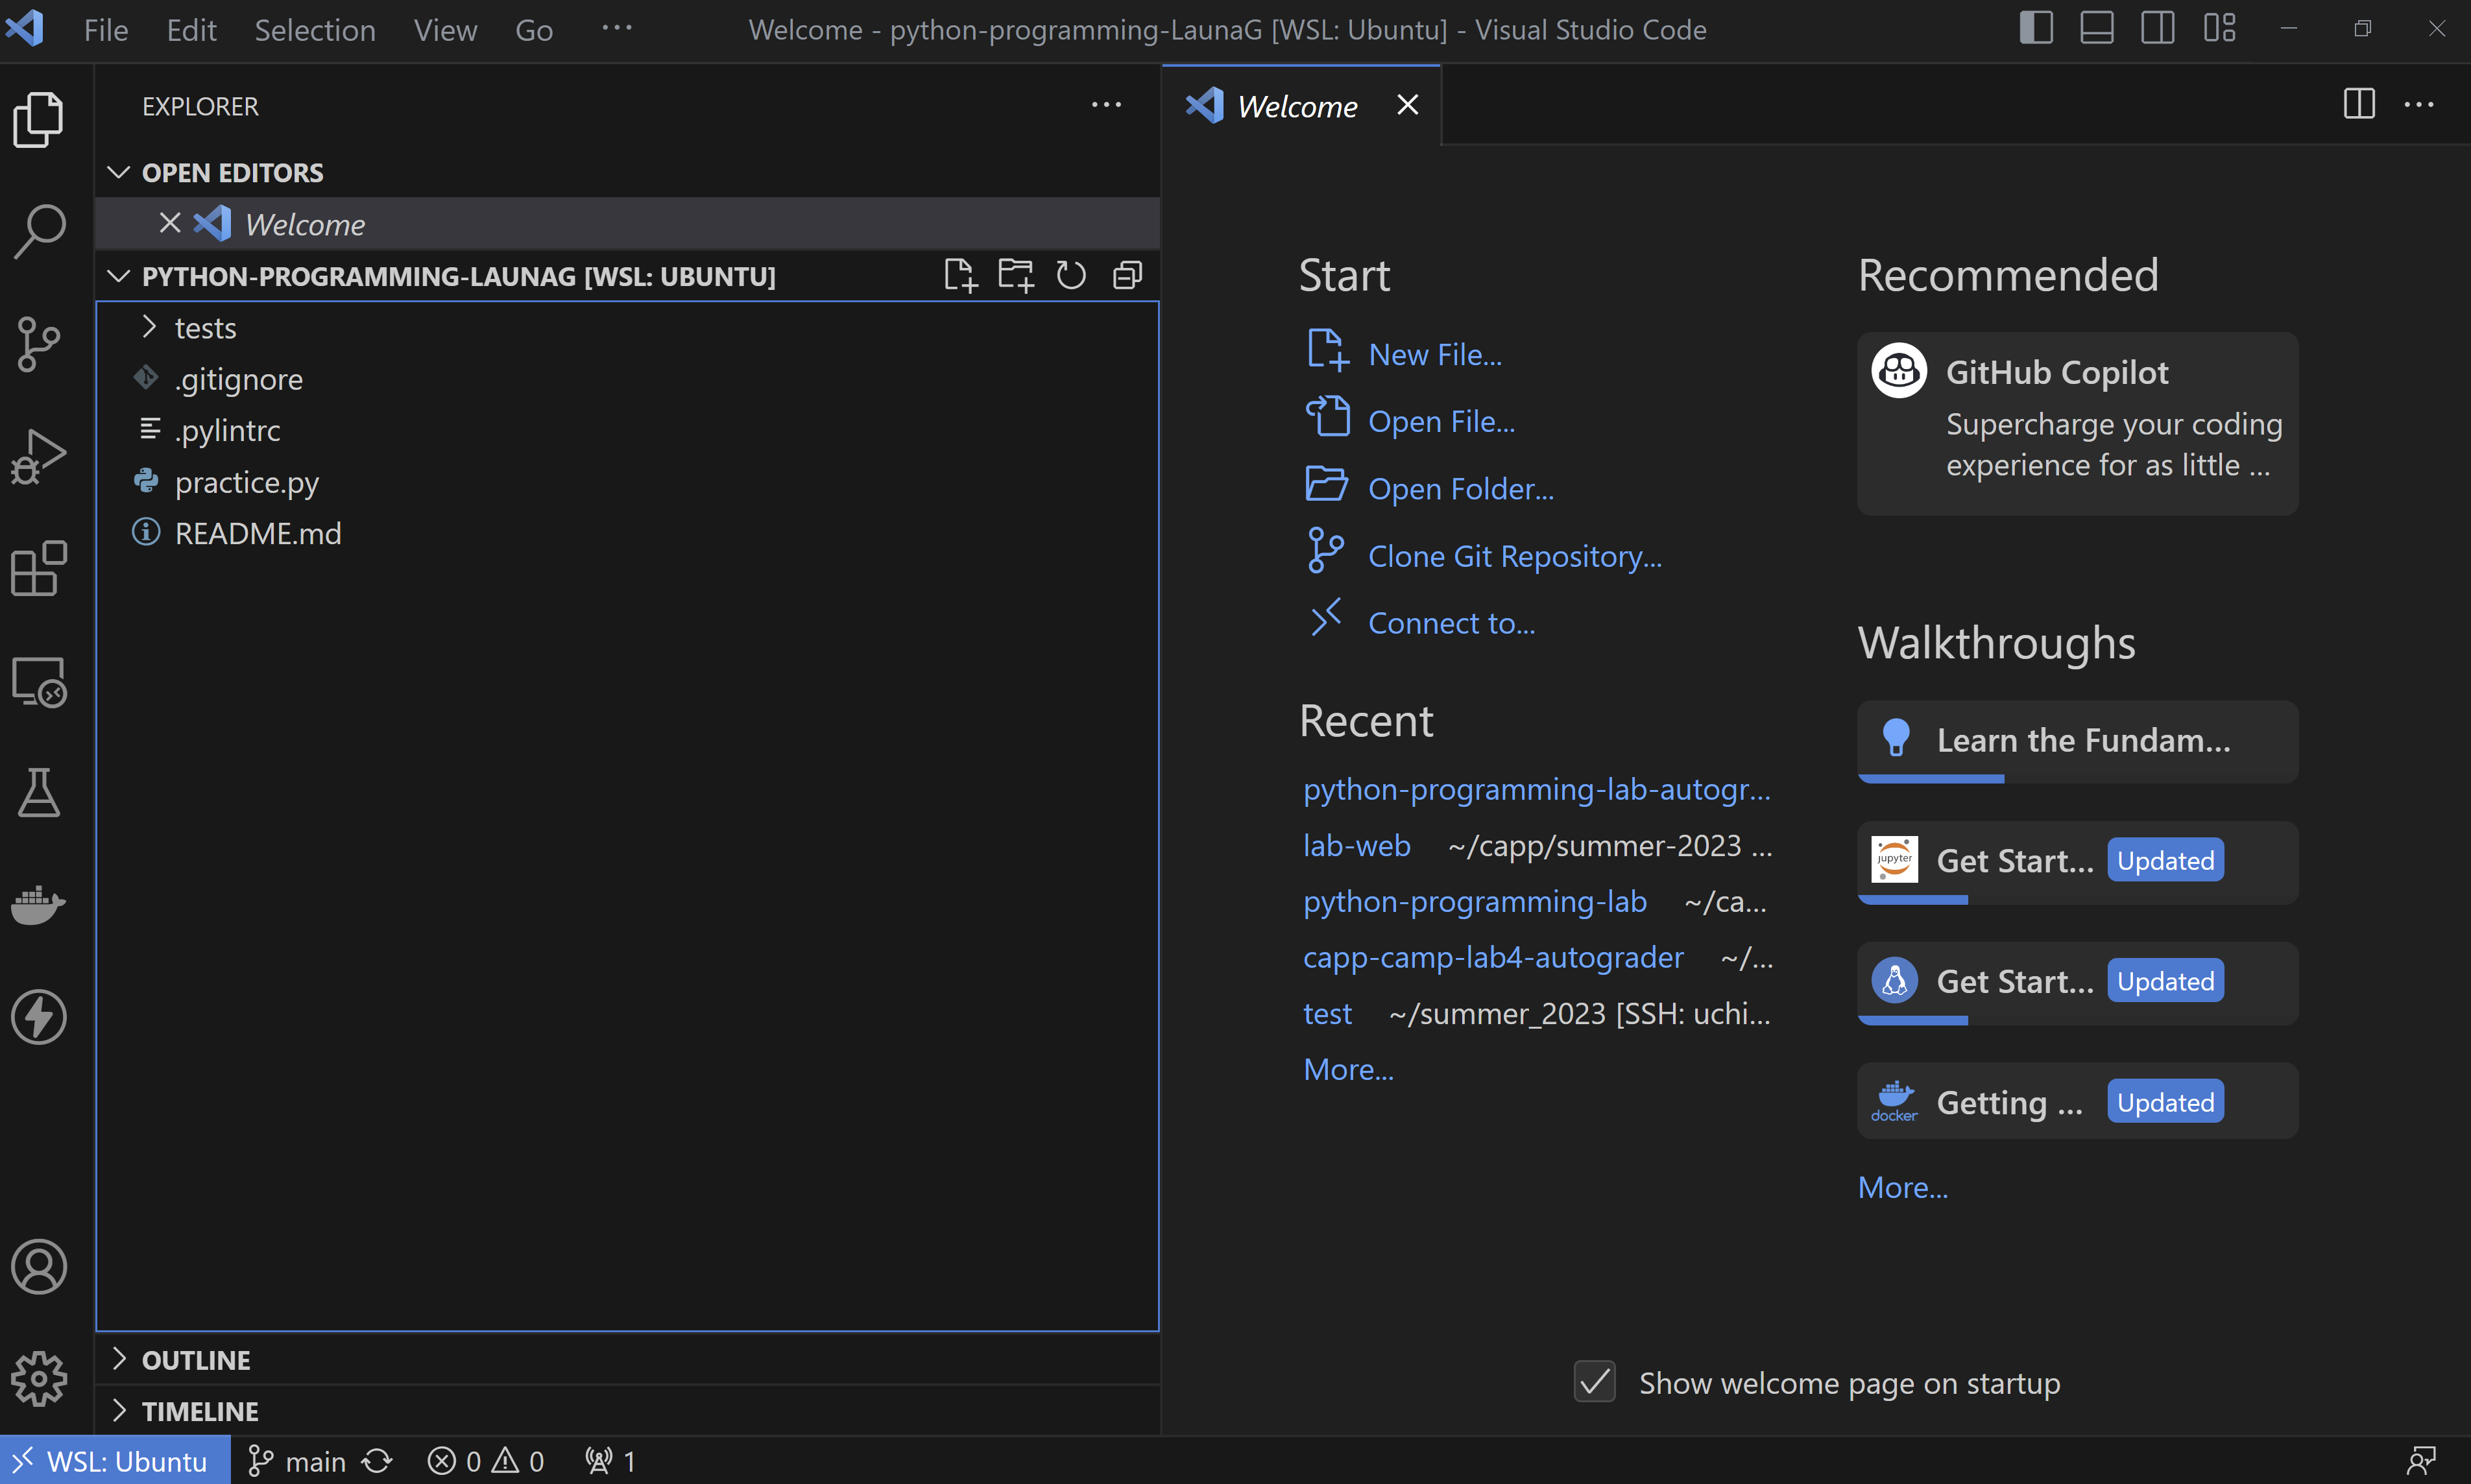 File Edit Selection View Go ... Welcome - python-programming-LaunaG [WSL: Ubuntu] - Visual Studio Code
EXPLORER
OPEN EDITORS
Welcome
PYTHON-PROGRAMMING-LAUNAG [WSL: UBUNTU]
tests
.gitignore
.pylintrc
practice.py
README.md
OUTLINE
TIMELINE
Welcome
Start
New File...
Open File...
Open Folder...
Clone Git Repository...
Connect to...
Recent
python-programming-lab-autogr...
lab-web ~/capp/summer-2023 ...
python-programming-lab ~/ca...
capp-camp-lab4-autograder ~/...
test ~/summer_2023 [SSH: uchi...
More...
Recommended
GitHub Copilot
Supercharge your coding
experience for as little ...
Walkthroughs
Learn the Fundam...
jupyter
Get Start... Updated
Get Start... Updated
docker
Getting ... Updated
More...
Show welcome page on startup
WSL: Ubuntu main 0 0 1